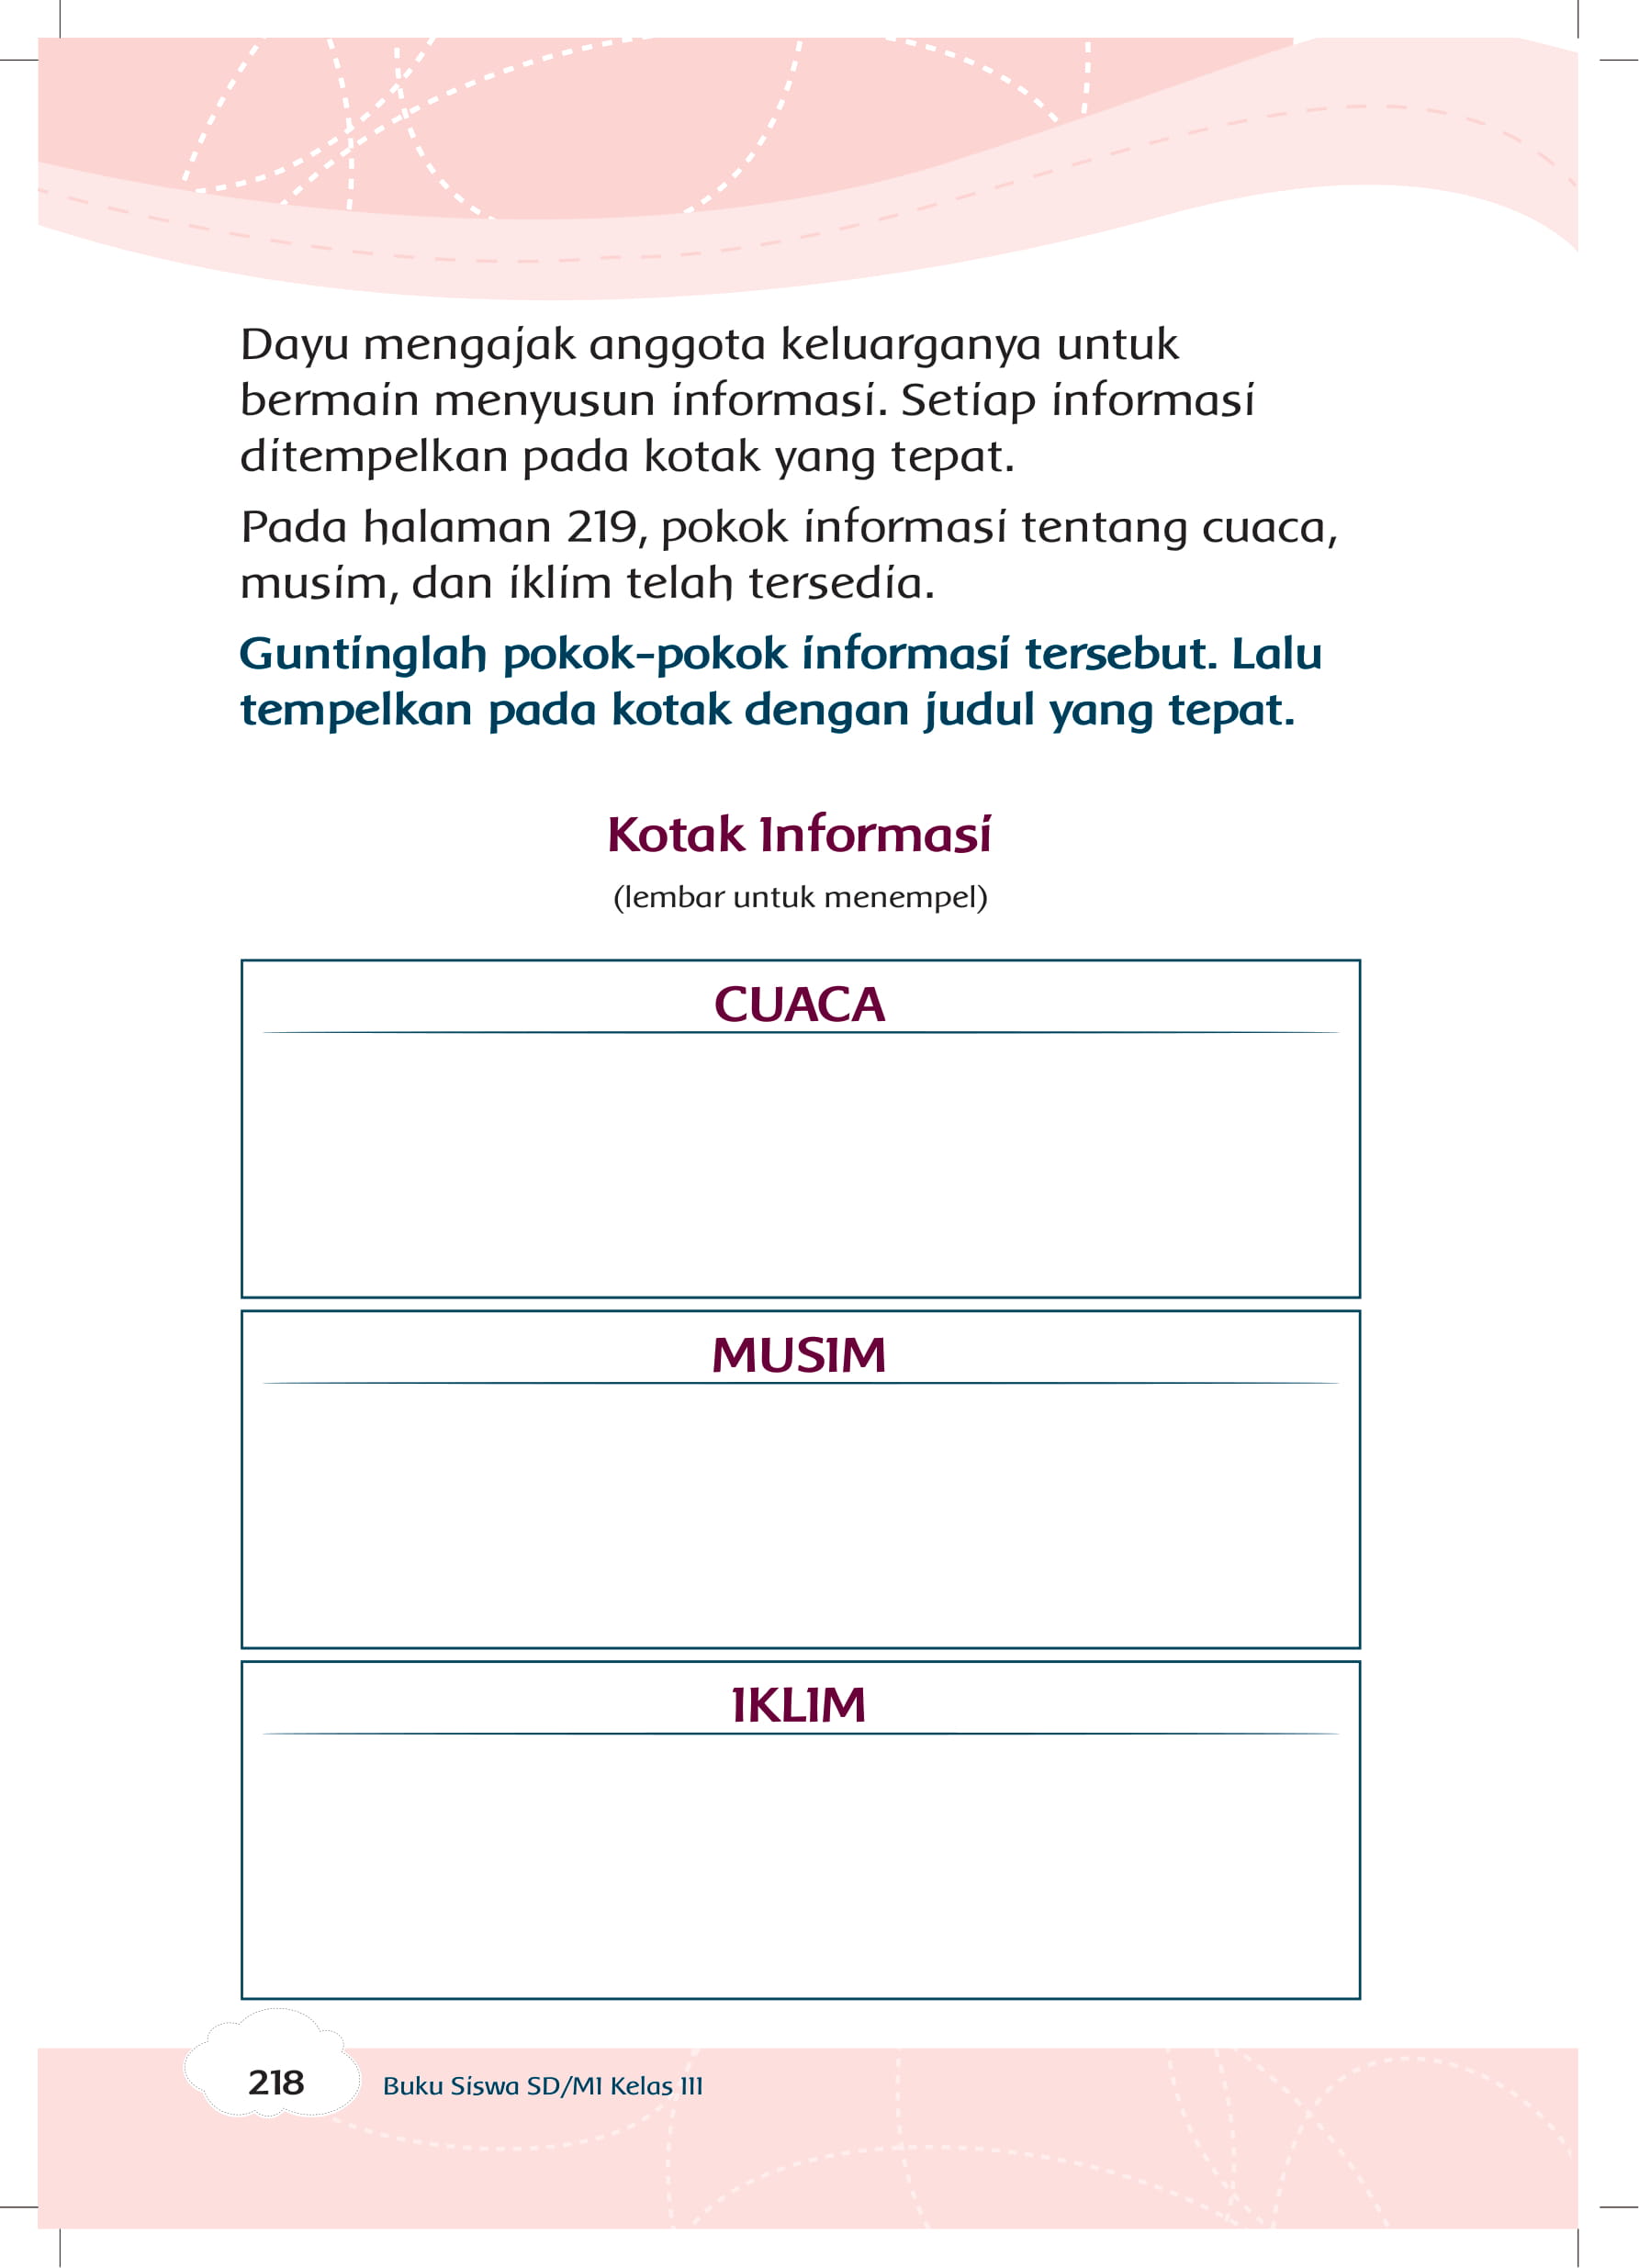 Dayu mengajak anggota keluarganya untuk
bermain menyusun informasi. Setiap informasi
ditempelkan pada kotak yang tepat.
Pada halaman 219, pokok informasi tentang cuaca,
musim, dan iklim telah tersedia.
Guntinglah pokok-pokok informasi tersebut. Lalu
tempelkan pada kotak dengan judul yang tepat.
Kotak Informasi
(lembar untuk menempel)
CUACA
MUSIM
IKLIM
218
Buku Siswa SD/MI Kelas III